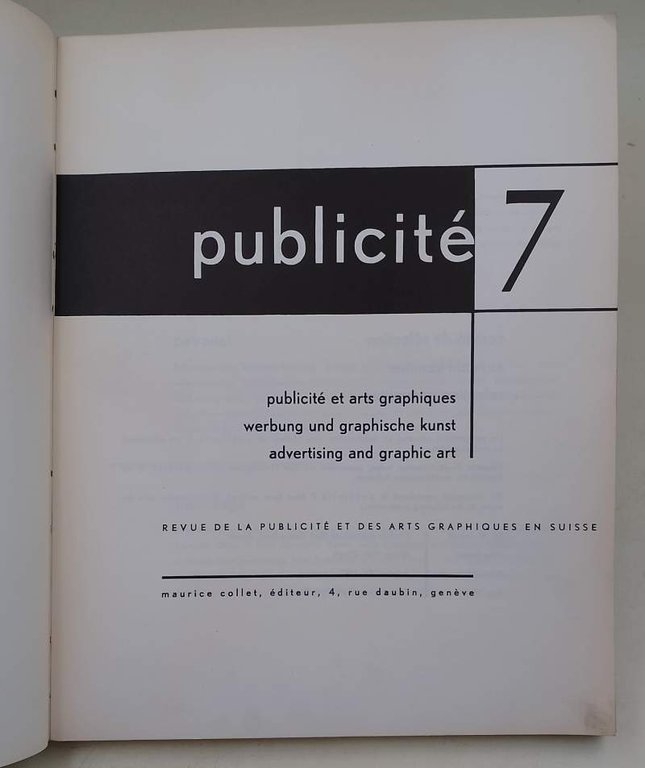 publicité 7
publicité et arts graphiques
werbung und graphische kunst
advertising and graphic art
REVUE DE LA PUBLICITÉ ET DES ARTS GRAPHIQUES EN SUISSE
maurice collet, éditeur, 4, rue daubin, genève